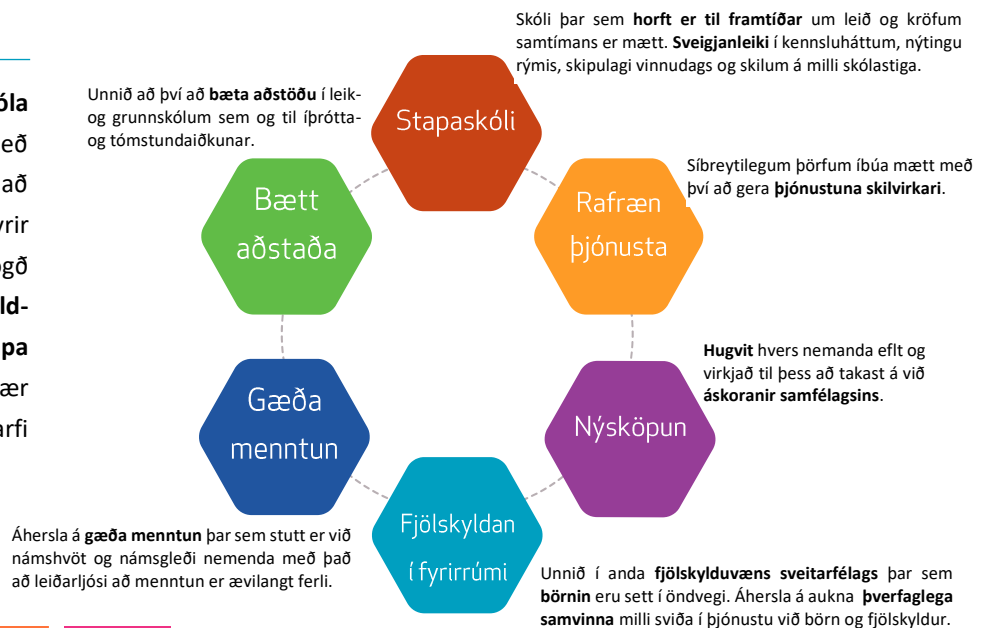 Skóli þar sem horft er til framtíðar um leið og kröfum
samtímans er mætt. Sveigjanleiki í kennsluháttum, nýtingu
rýmis, skipulagi vinnudags og skilum á milli skólastiga.
Stapaskóli
Unnið að því að bæta aðstöðu í leik-
og grunnskólum sem og til íþrótta-
og tómstundaiðkunar.
Bætt
aðstaða
Síbreytilegum þörfum íbúa mætt með
því að gera þjónustuna skilvirkari.
Rafræn
þjónusta
Hugvit hvers nemanda eflt og
virkjað til þess að takast á við
áskoranir samfélagsins.
Nýsköpun
Gæða
menntun
Áhersla á gæða menntun þar sem stutt er við
námshvöt og námsgleði nemenda með það
að leiðarljósi að menntun er ævilangt ferli.
Fjölskyldan
í fyrirrúmi
Unnið í anda fjölskylduvæns sveitarfélags þar sem
börnin eru sett í öndvegi. Áhersla á aukna þverfaglega
samvinna milli sviða í þjónustu við börn og fjölskyldur.